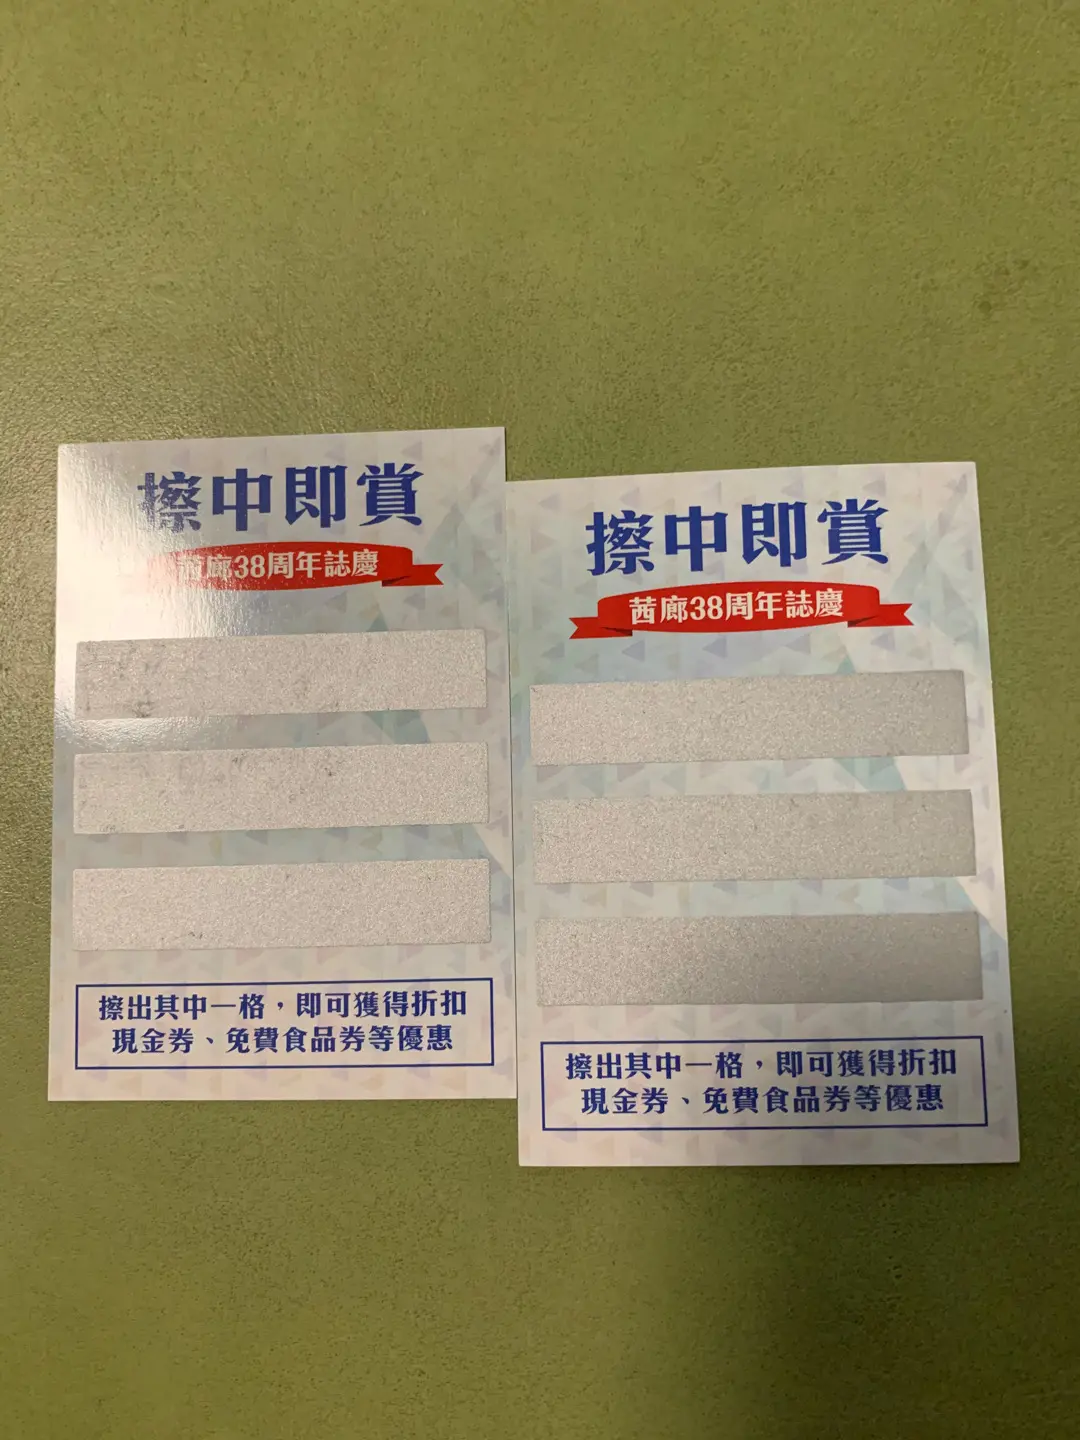 擦中即賞
茜廊38周年誌慶
擦出其中一格，即可獲得折扣
現金券、免費食品券等優惠
擦中即賞
茜廊38周年誌慶
擦出其中一格，即可獲得折扣
現金券、免費食品券等優惠